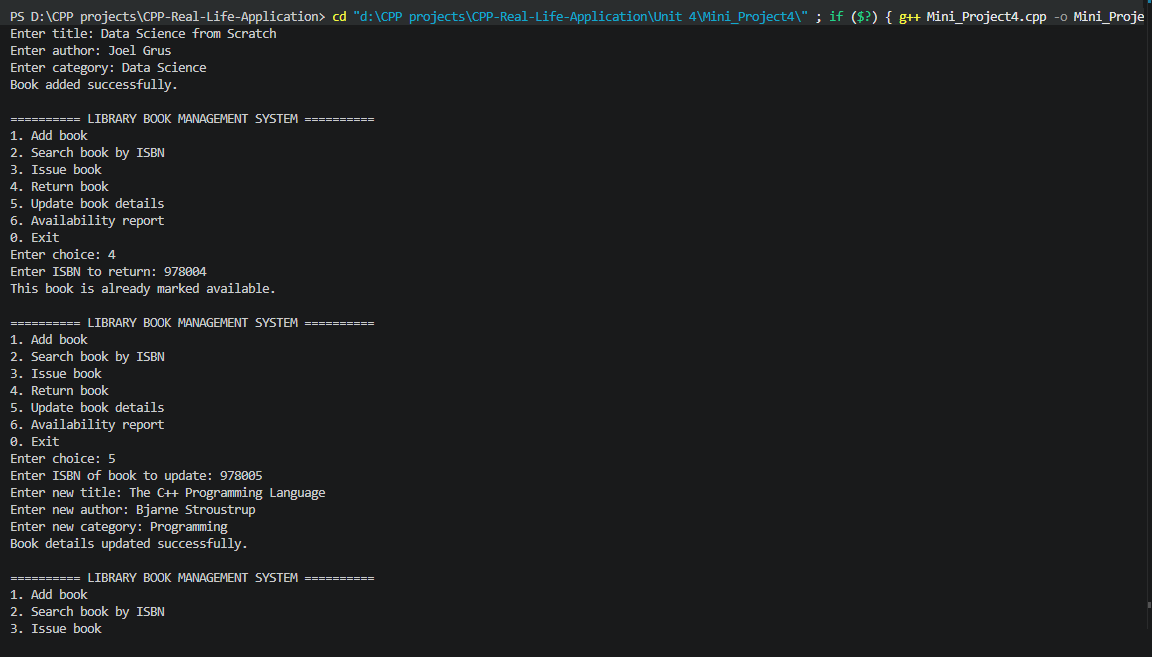 PS D:\CPP projects\CPP-Real-Life-Application> cd "d:\CPP projects\CPP-Real-Life-Application\Unit 4\Mini_Project4\" ; if ($?) { g++ Mini_Project4.cpp -o Mini_Proje
Enter title: Data Science from Scratch
Enter author: Joel Grus
Enter category: Data Science
Book added successfully.

========== LIBRARY BOOK MANAGEMENT SYSTEM ==========
1. Add book
2. Search book by ISBN
3. Issue book
4. Return book
5. Update book details
6. Availability report
0. Exit
Enter choice: 4
Enter ISBN to return: 978004
This book is already marked available.

========== LIBRARY BOOK MANAGEMENT SYSTEM ==========
1. Add book
2. Search book by ISBN
3. Issue book
4. Return book
5. Update book details
6. Availability report
0. Exit
Enter choice: 5
Enter ISBN of book to update: 978005
Enter new title: The C++ Programming Language
Enter new author: Bjarne Stroustrup
Enter new category: Programming
Book details updated successfully.

========== LIBRARY BOOK MANAGEMENT SYSTEM ==========
1. Add book
2. Search book by ISBN
3. Issue book